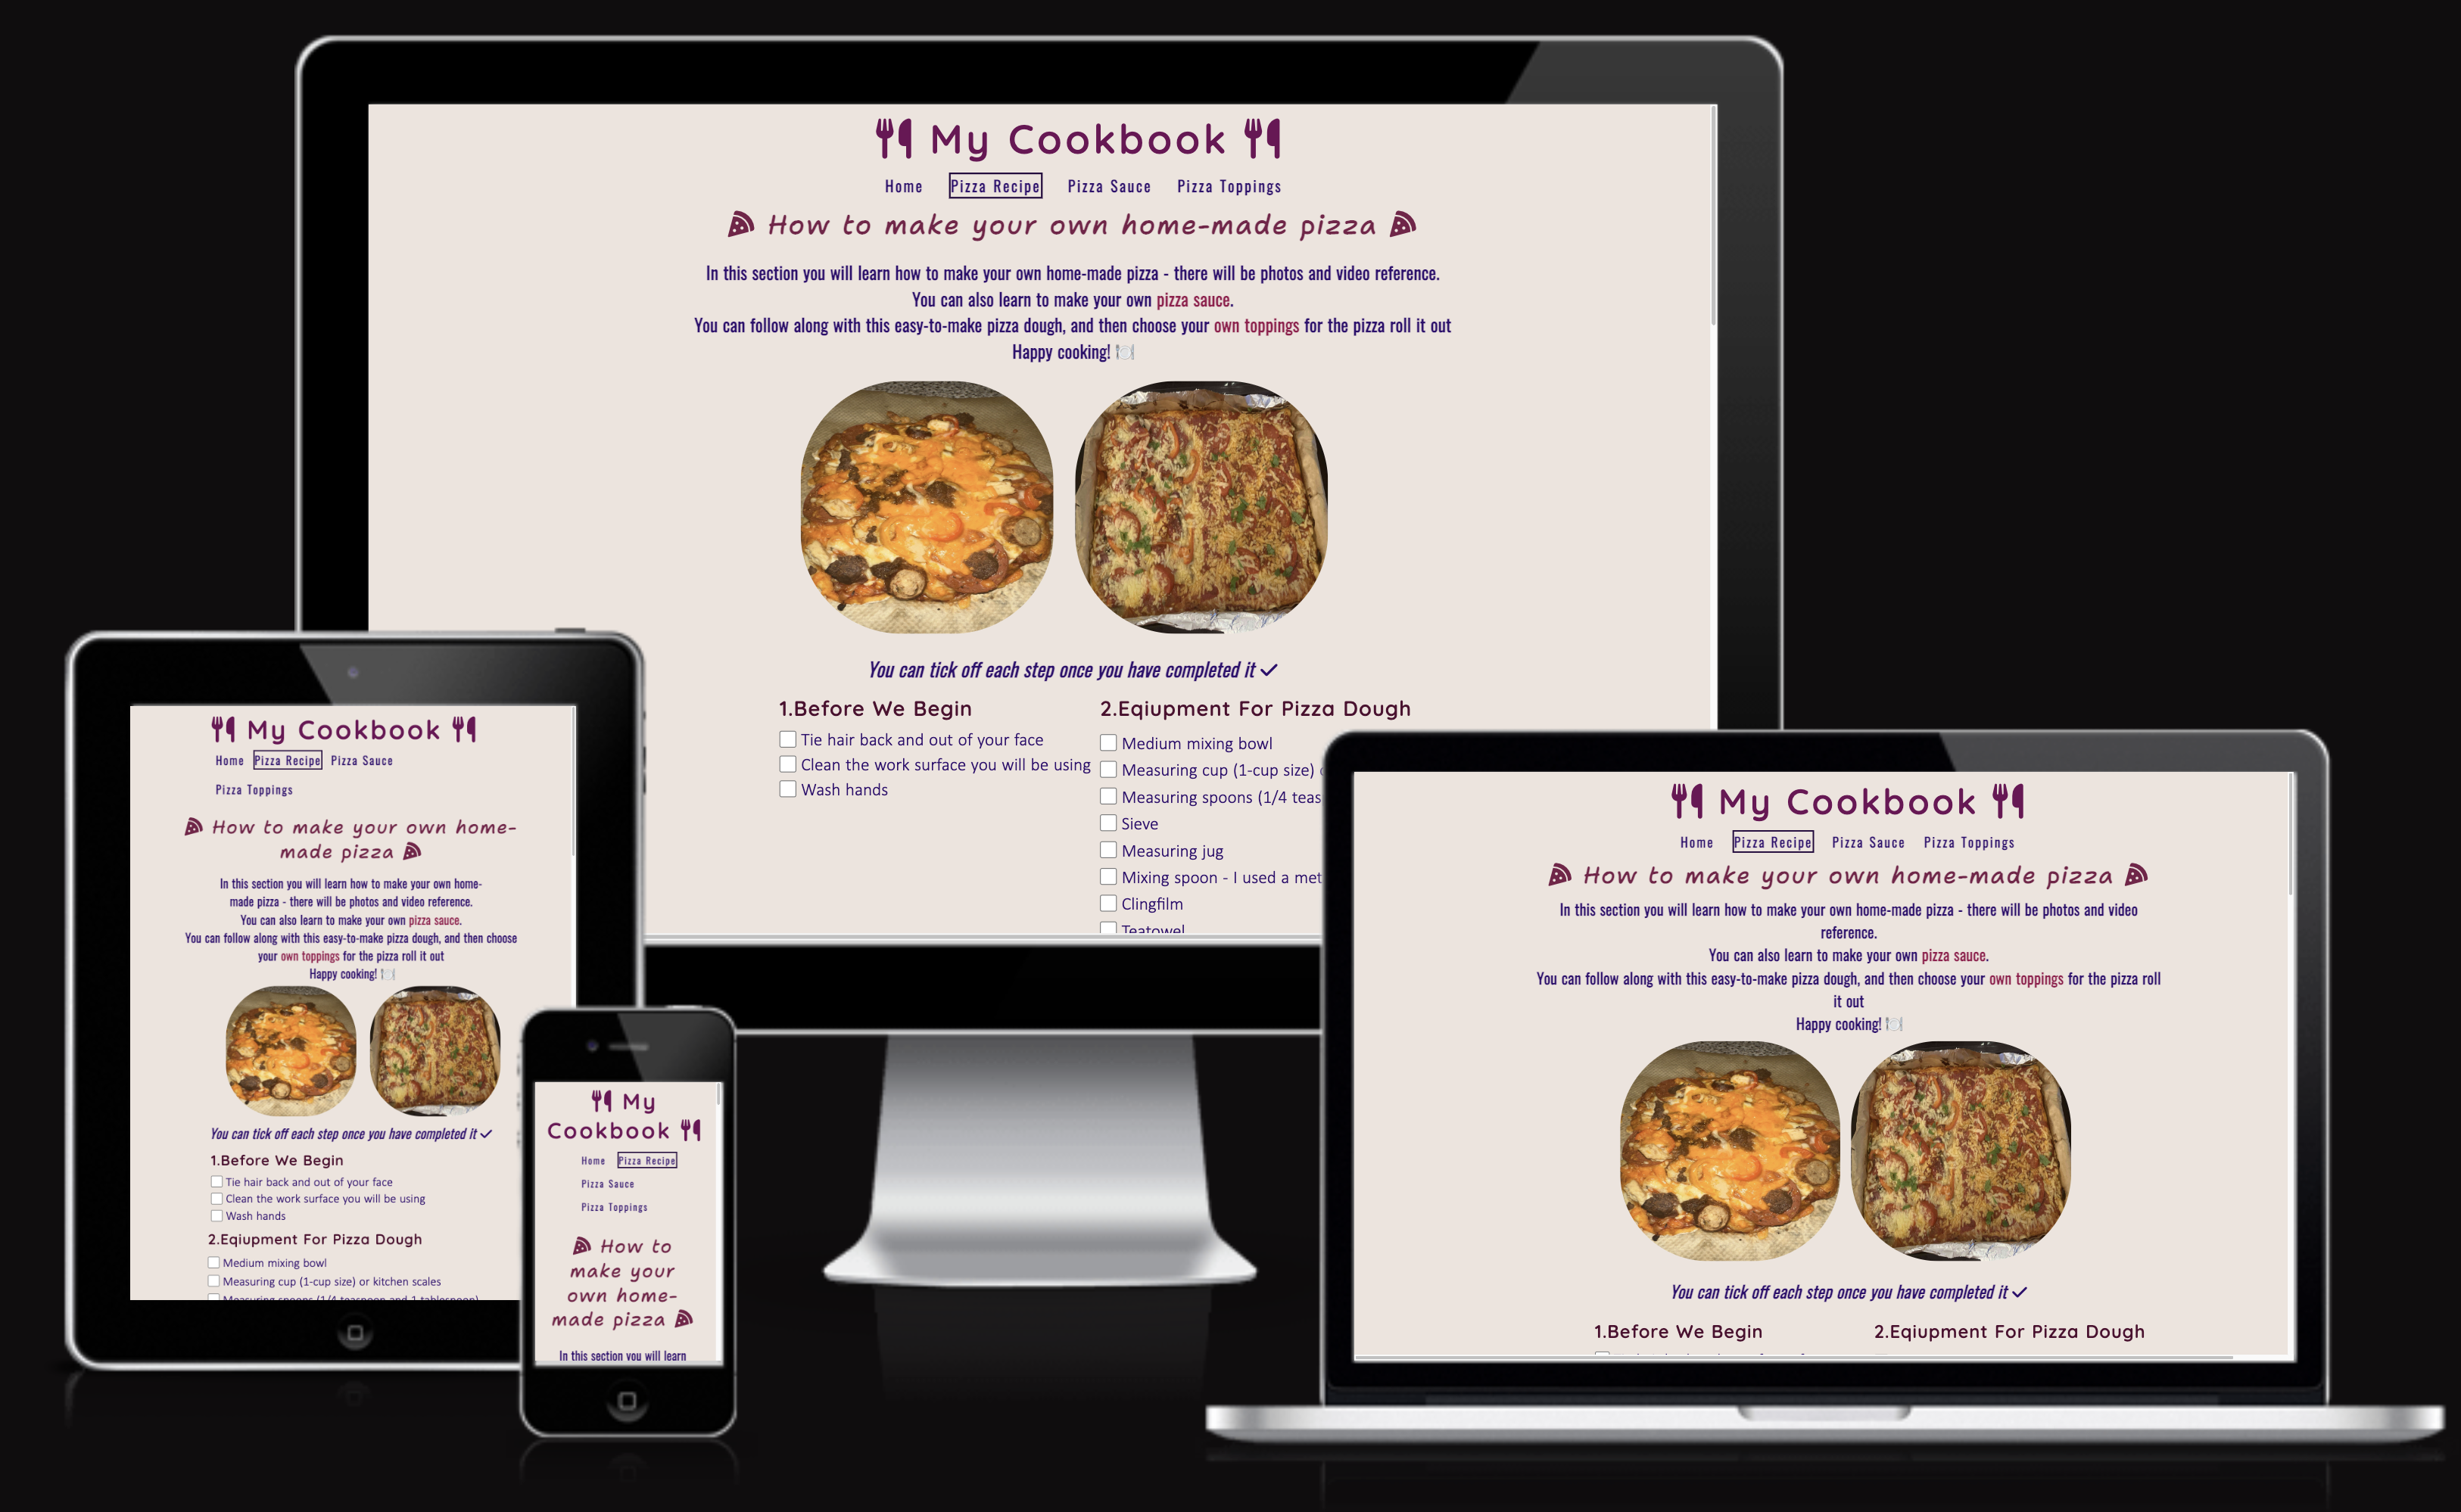 My Cookbook
Home Pizza Recipe Pizza Sauce Pizza Toppings
How to make your own home-made pizza
In this section you will learn how to make your own home-made pizza - there will be photos and video reference.
You can also learn to make your own pizza sauce.
You can follow along with this easy-to-make pizza dough, and then choose your own toppings for the pizza roll it out
Happy cooking!
You can tick off each step once you have completed it
1.Before We Begin
Tie hair back and out of your face
Clean the work surface you will be using
Wash hands
2.Eqiupment For Pizza Dough
Medium mixing bowl
Measuring cup (1-cup size)
Measuring spoons (1/4 teas
Sieve
Measuring jug
Mixing spoon - I used a met
Clingfilm
Teatowel
My Cookbook
Home Pizza Recipe Pizza Sauce
Pizza Toppings
How to make your own home-
made pizza
In this section you will learn how to make your own home-
made pizza - there will be photos and video reference.
You can also learn to make your own pizza sauce.
You can follow along with this easy-to-make pizza dough, and then choose
your own toppings for the pizza roll it out
Happy cooking!
You can tick off each step once you have completed it
1.Before We Begin
Tie hair back and out of your face
Clean the work surface you will be using
Wash hands
2.Eqiupment For Pizza Dough
Medium mixing bowl
Measuring cup (1-cup size) or kitchen scales
Measuring spoons (1/4 teaspoon and 1 tablespoon)
My
Cookbook
Home Pizza Recipe
Pizza Sauce
Pizza Toppings
How to
make your
own home-
made pizza
In this section you will learn
My Cookbook
Home Pizza Recipe Pizza Sauce Pizza Toppings
How to make your own home-made pizza
In this section you will learn how to make your own home-made pizza - there will be photos and video
reference.
You can also learn to make your own pizza sauce.
You can follow along with this easy-to-make pizza dough, and then choose your own toppings for the pizza roll
it out
Happy cooking!
You can tick off each step once you have completed it
1.Before We Begin
2.Eqiupment For Pizza Dough